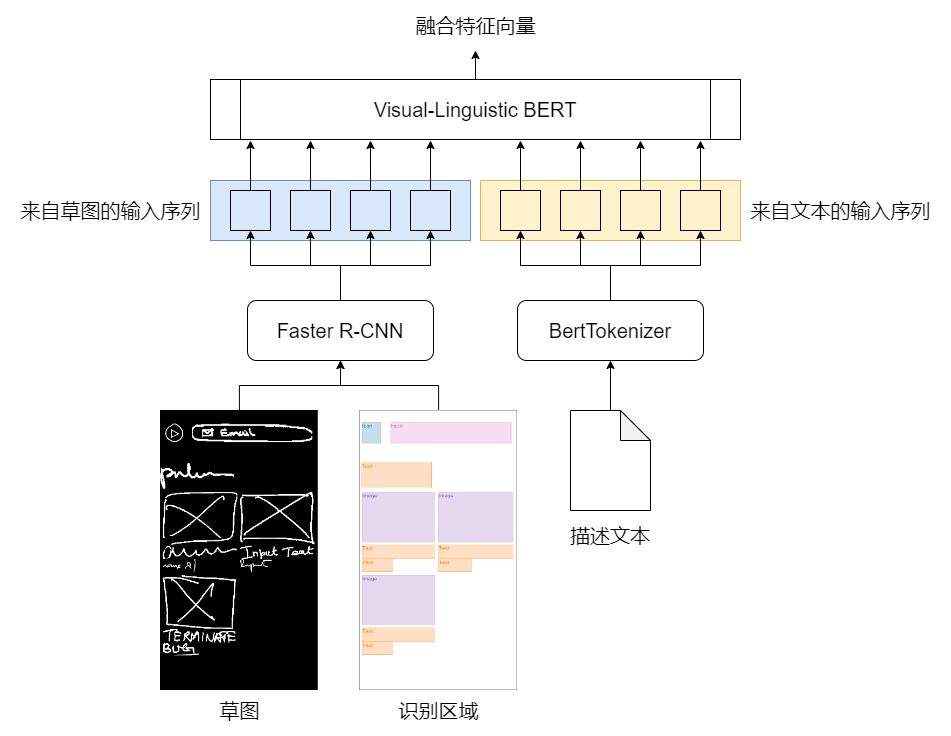 融合特征向量
Visual-Linguistic BERT
来自草图的输入序列
来自文本的输入序列
Faster R-CNN
BertTokenizer
Email
Input Text
Input
TERMINATE
BUG
Icon
Input
Text
Image
Image
Text
Text
Text
Text
Image
Text
Text
描述文本
草图
识别区域